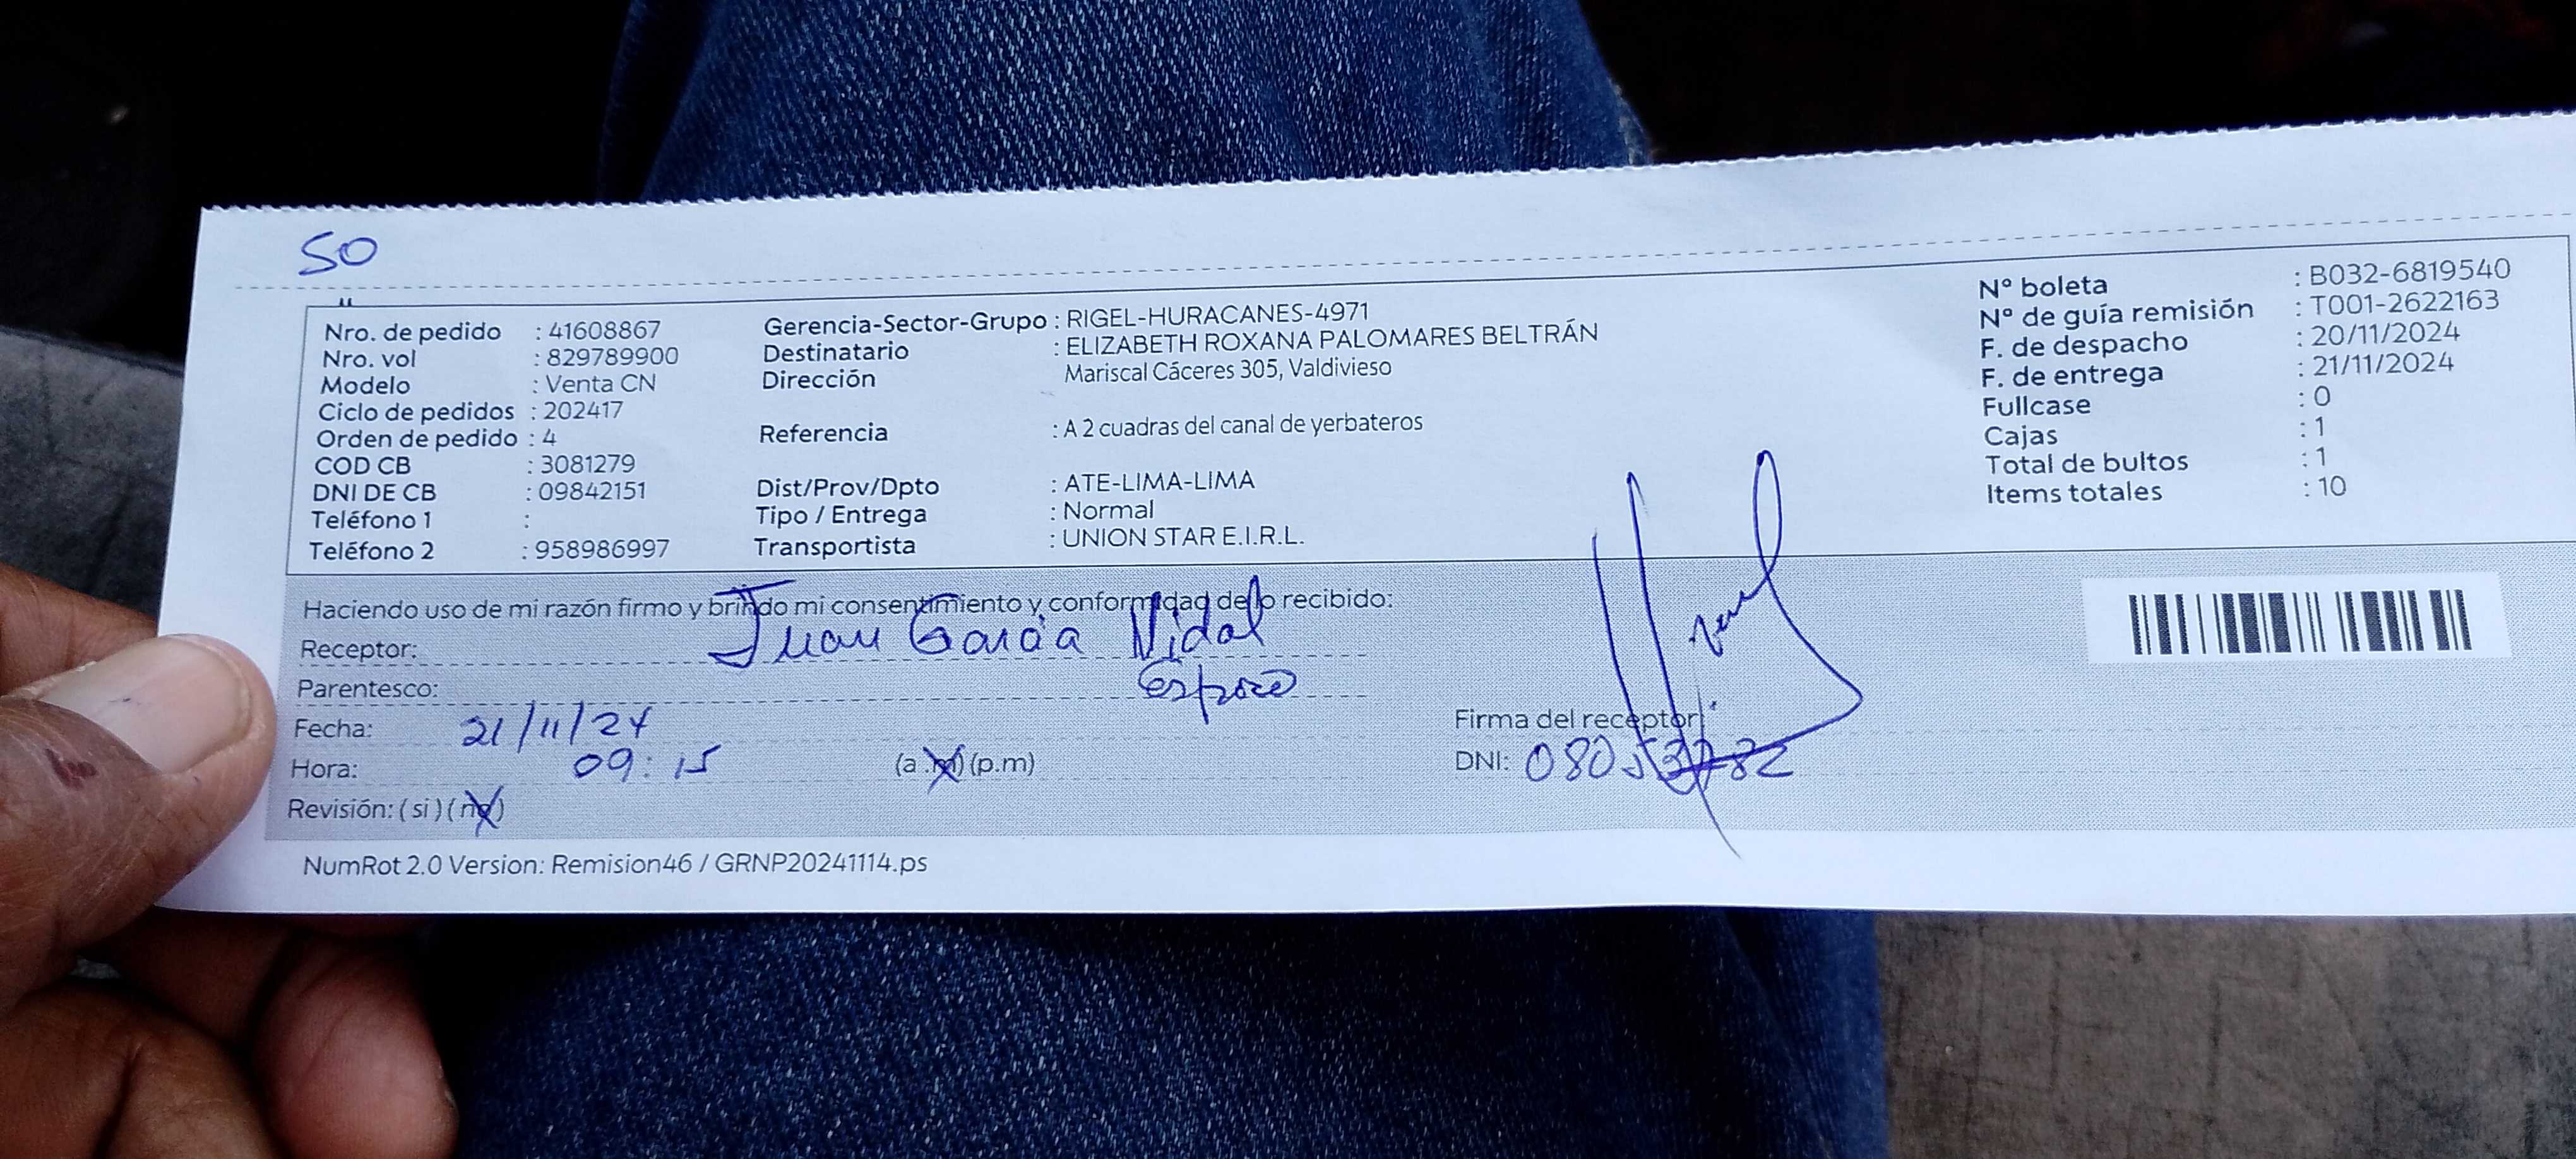 SO
Nro. de pedido : 41608867
Nro. vol : 829789900
Modelo : Venta CN
Ciclo de pedidos : 202417
Orden de pedido : 4
COD CB : 3081279
DNI DE CB : 09842151
Teléfono 1 :
Teléfono 2 : 958986997
Gerencia-Sector-Grupo : RIGEL-HURACANES-4971
Destinatario : ELIZABETH ROXANA PALOMARES BELTRÁN
Dirección Mariscal Cáceres 305, Valdivieso
Referencia : A 2 cuadras del canal de yerbateros
Dist/Prov/Dpto : ATE-LIMA-LIMA
Tipo / Entrega : Normal
Transportista : UNION STAR E.I.R.L.
Nº boleta : B032-6819540
Nº de guía remisión : T001-2622163
F. de despacho : 20/11/2024
F. de entrega : 21/11/2024
Fullcase : 0
Cajas : 1
Total de bultos : 1
Items totales : 10
Haciendo uso de mi razón firmo y brindo mi consentimiento y conformidad de lo recibido:
Receptor: Juan García Vidal
Parentesco: Esposo
Fecha: 21/11/24
Hora: 09:15 (a.m) (p.m)
Revisión: ( si ) ( no )
Firma del receptor:
DNI:
NumRot 2.0 Version: Remision46 / GRNP20241114.ps